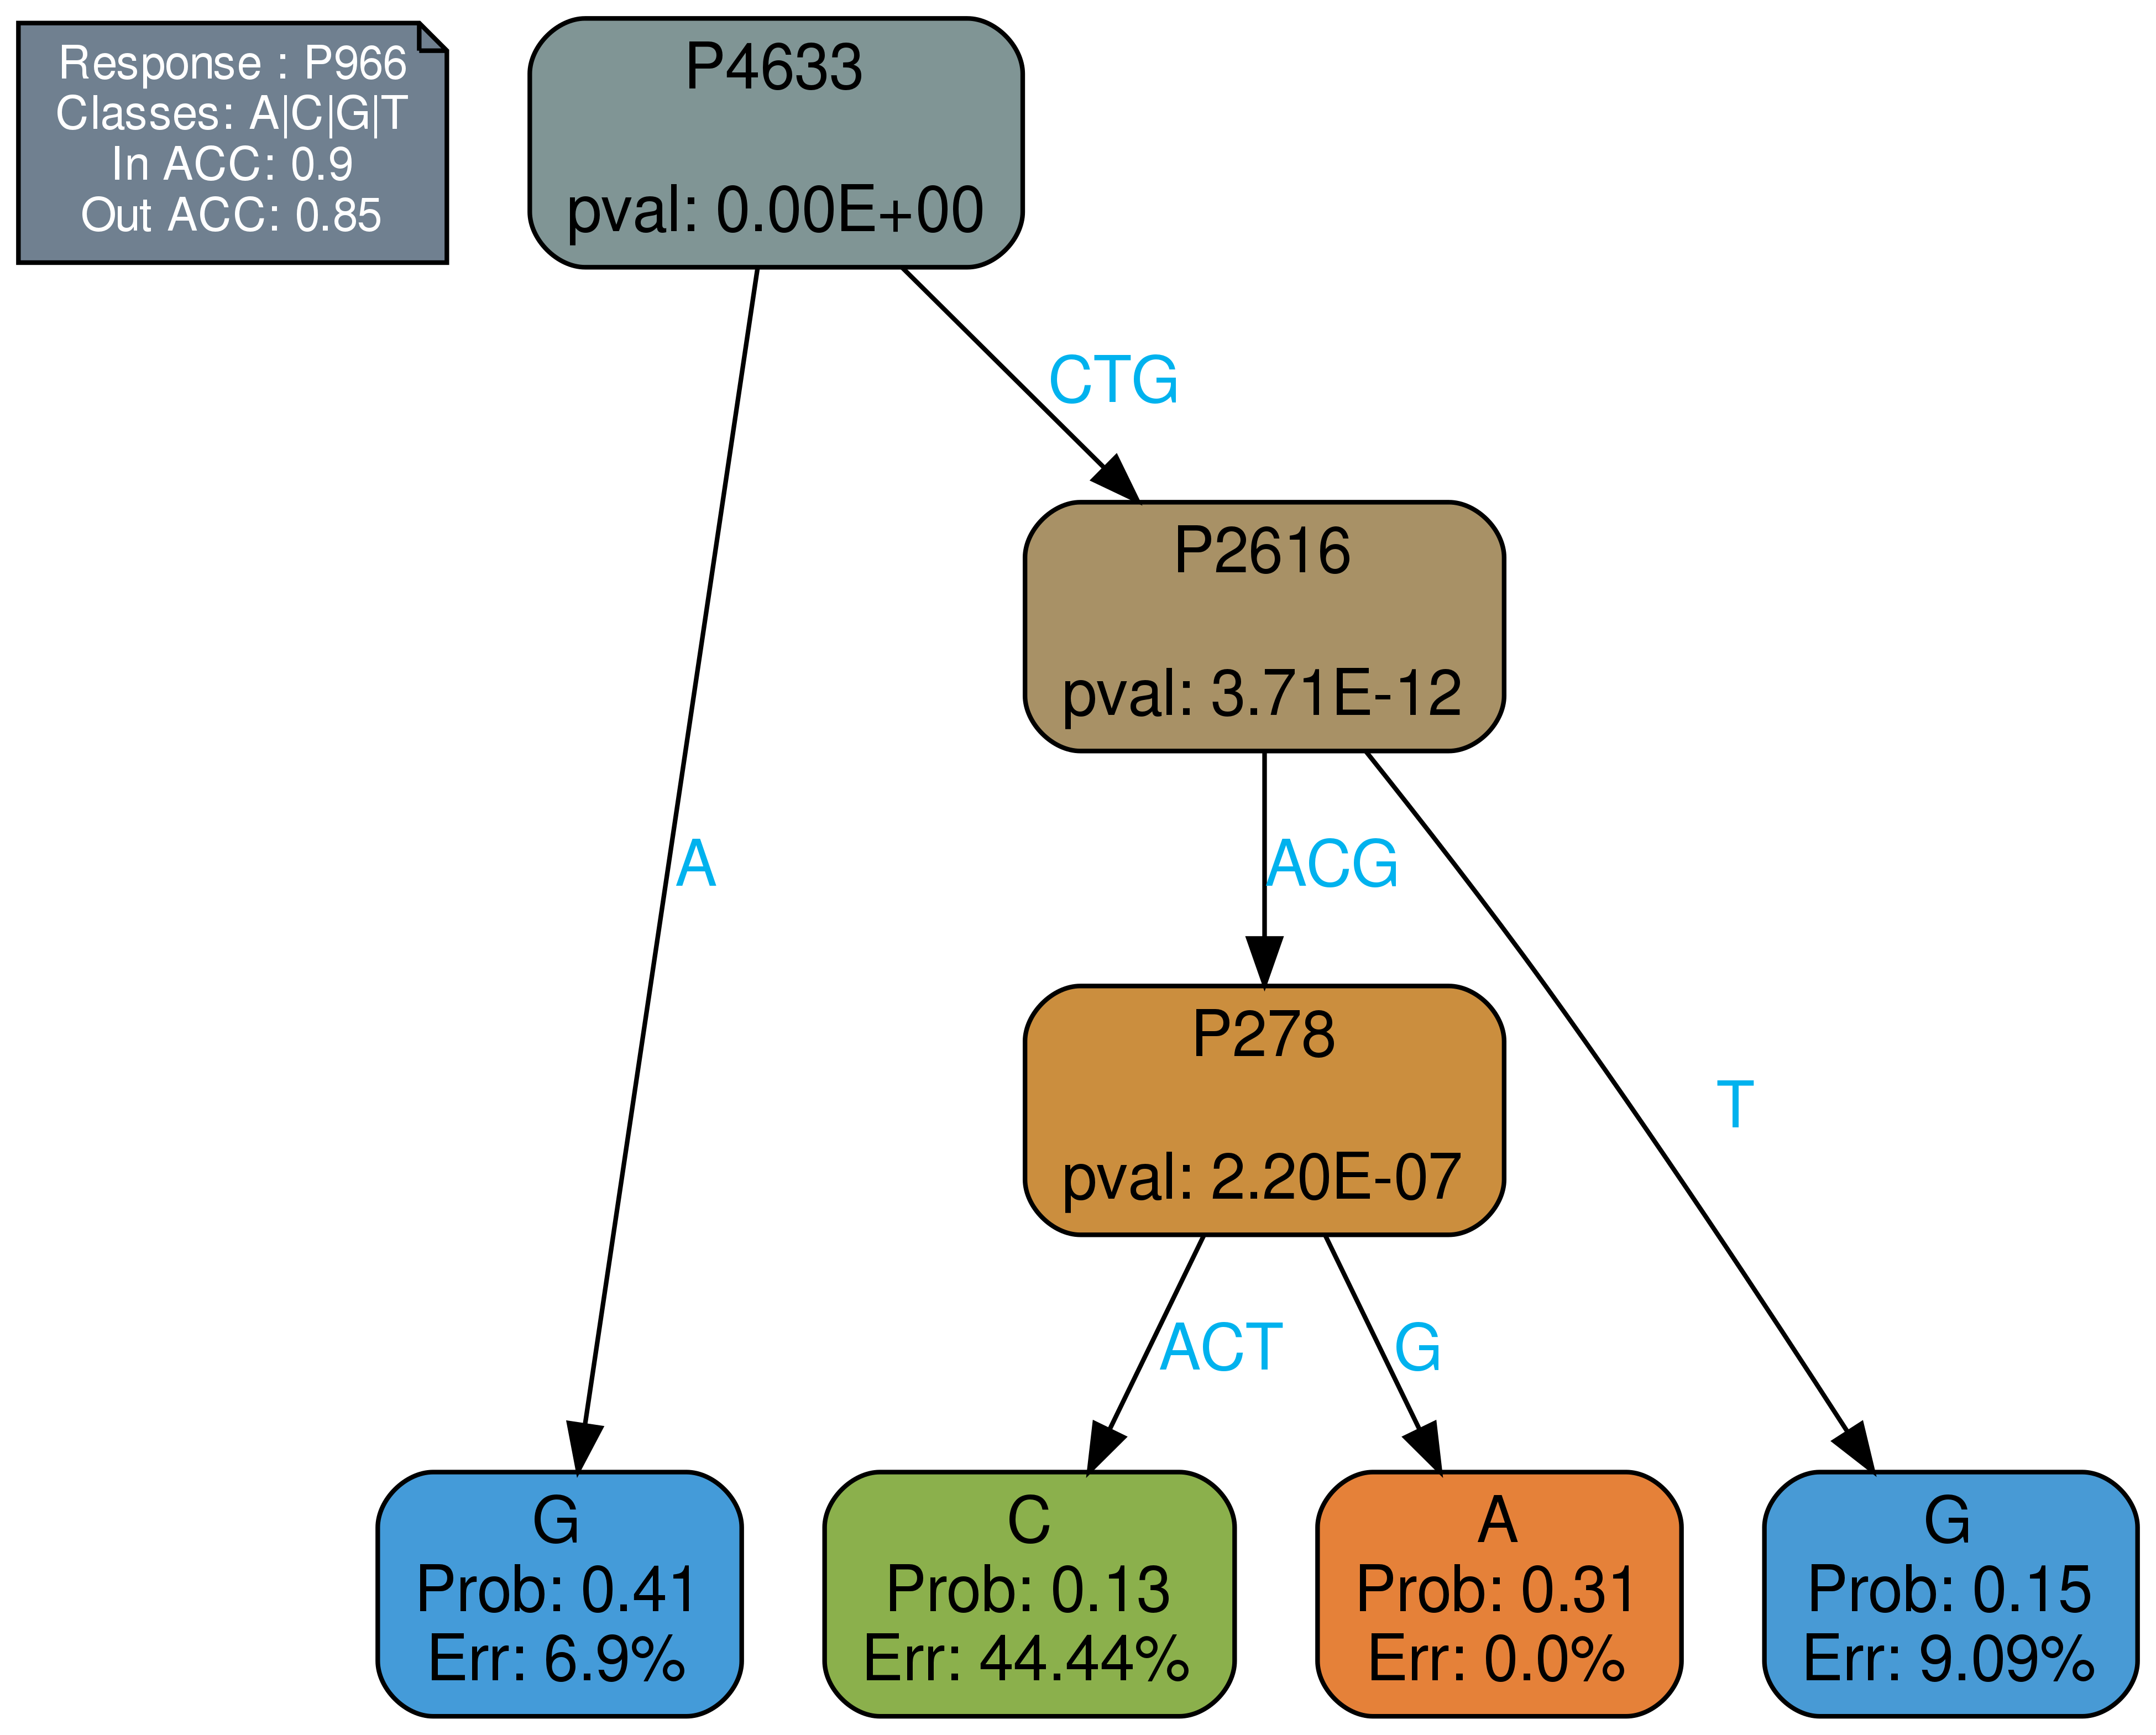 Response : P966
Classes: A|C|G|T
In ACC: 0.9
Out ACC: 0.85
P4633
pval: 0.00E+00
CTG
P2616
pval: 3.71E-12
A
ACG
P278
pval: 2.20E-07
T
ACT
G
G
Prob: 0.41
Err: 6.9%
C
Prob: 0.13
Err: 44.44%
A
Prob: 0.31
Err: 0.0%
G
Prob: 0.15
Err: 9.09%